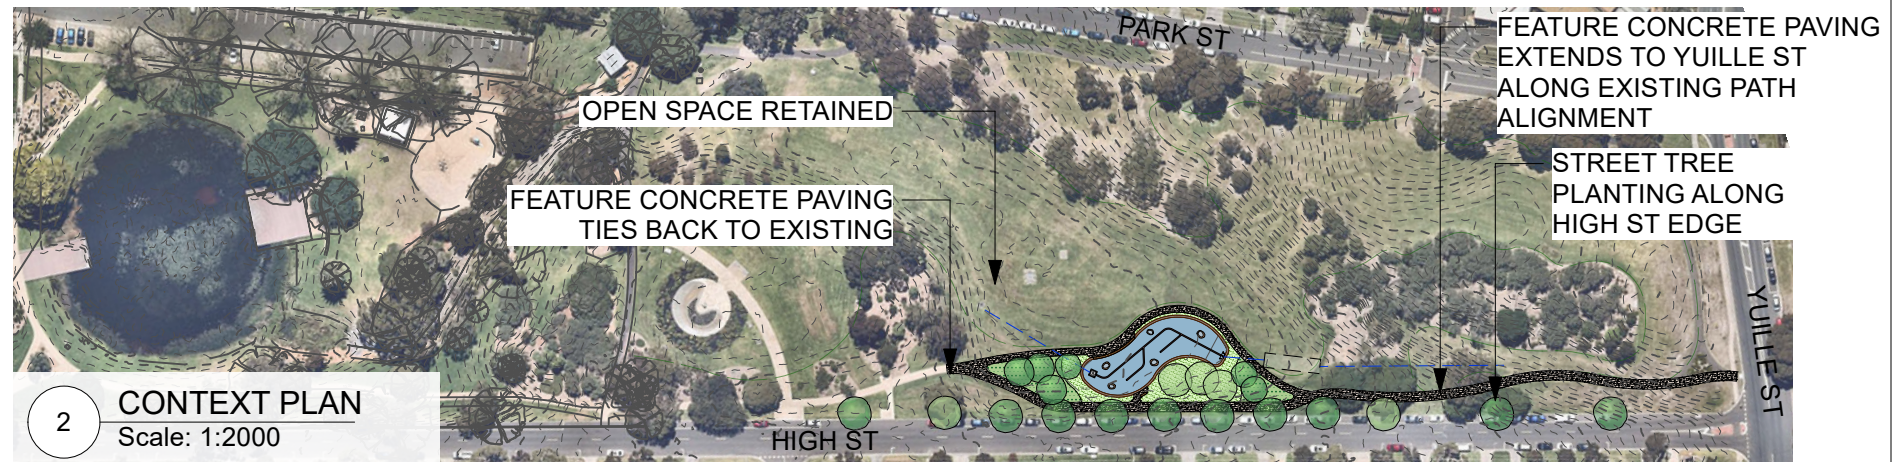 PARK ST
FEATURE CONCRETE PAVING
EXTENDS TO YUILLE ST
ALONG EXISTING PATH
ALIGNMENT
OPEN SPACE RETAINED
STREET TREE
PLANTING ALONG
HIGH ST EDGE
FEATURE CONCRETE PAVING
TIES BACK TO EXISTING
YUILLE ST
2
CONTEXT PLAN
Scale: 1:2000
HIGH ST